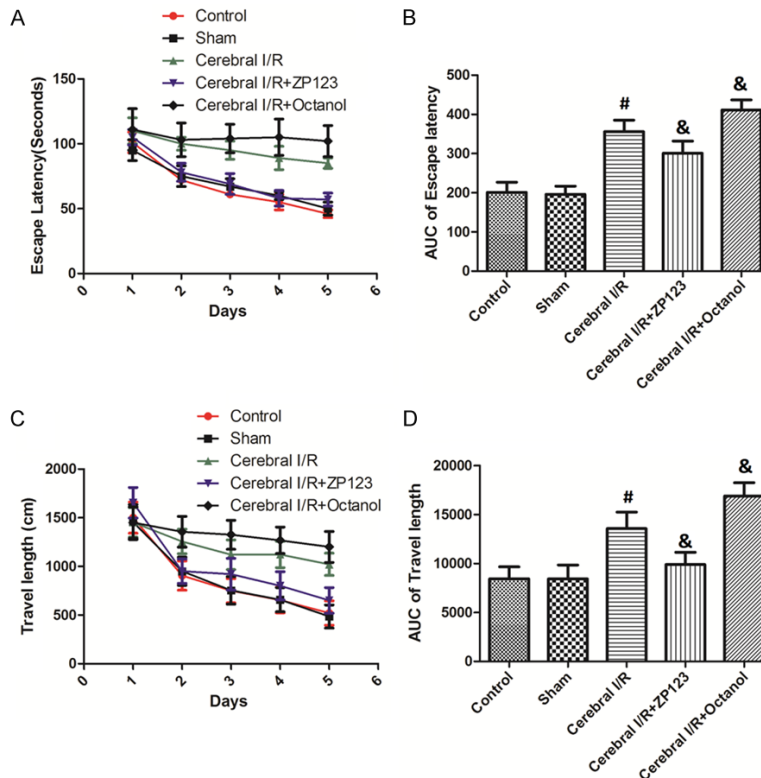 A
Control
Sham
Cerebral I/R
Cerebral I/R+ZP123
Cerebral I/R+Octanol
Escape Latency(Seconds)
150
100
50
0
0 1 2 3 4 5 6
Days
B
AUC of Escape latency
500
400
300
200
100
0
#
&
&
Control
Sham
Cerebral I/R
Cerebral I/R+ZP123
Cerebral I/R+Octanol
C
Control
Sham
Cerebral I/R
Cerebral I/R+ZP123
Cerebral I/R+Octanol
Travel length (cm)
2000
1500
1000
500
0
0 1 2 3 4 5 6
Days
D
AUC of Travel length
20000
15000
10000
5000
0
#
&
&
Control
Sham
Cerebral I/R
Cerebral I/R+ZP123
Cerebral I/R+Octanol